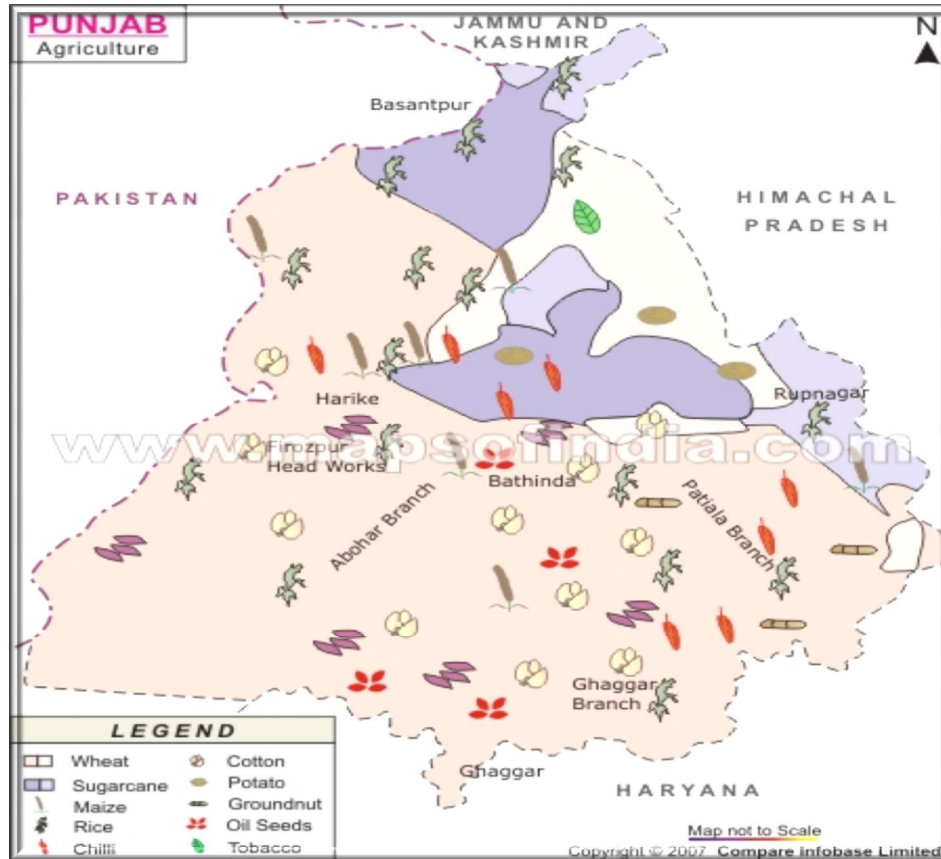 PUNJAB
Agriculture
JAMMU AND
KASHMIR
N
Basantpur
PAKISTAN
HIMACHAL
PRADESH
Harike
Rupnagar
www.mapsofindia.com
Firozpur
Head Works
Bathinda
Abohar Branch
Patiala Branch
Ghaggar
Branch
Ghaggar
HARYANA
LEGEND
Wheat
Sugarcane
Maize
Rice
Chilli
Cotton
Potato
Groundnut
Oil Seeds
Tobacco
Map not to Scale
Copyright © 2007 Compare infobase Limited